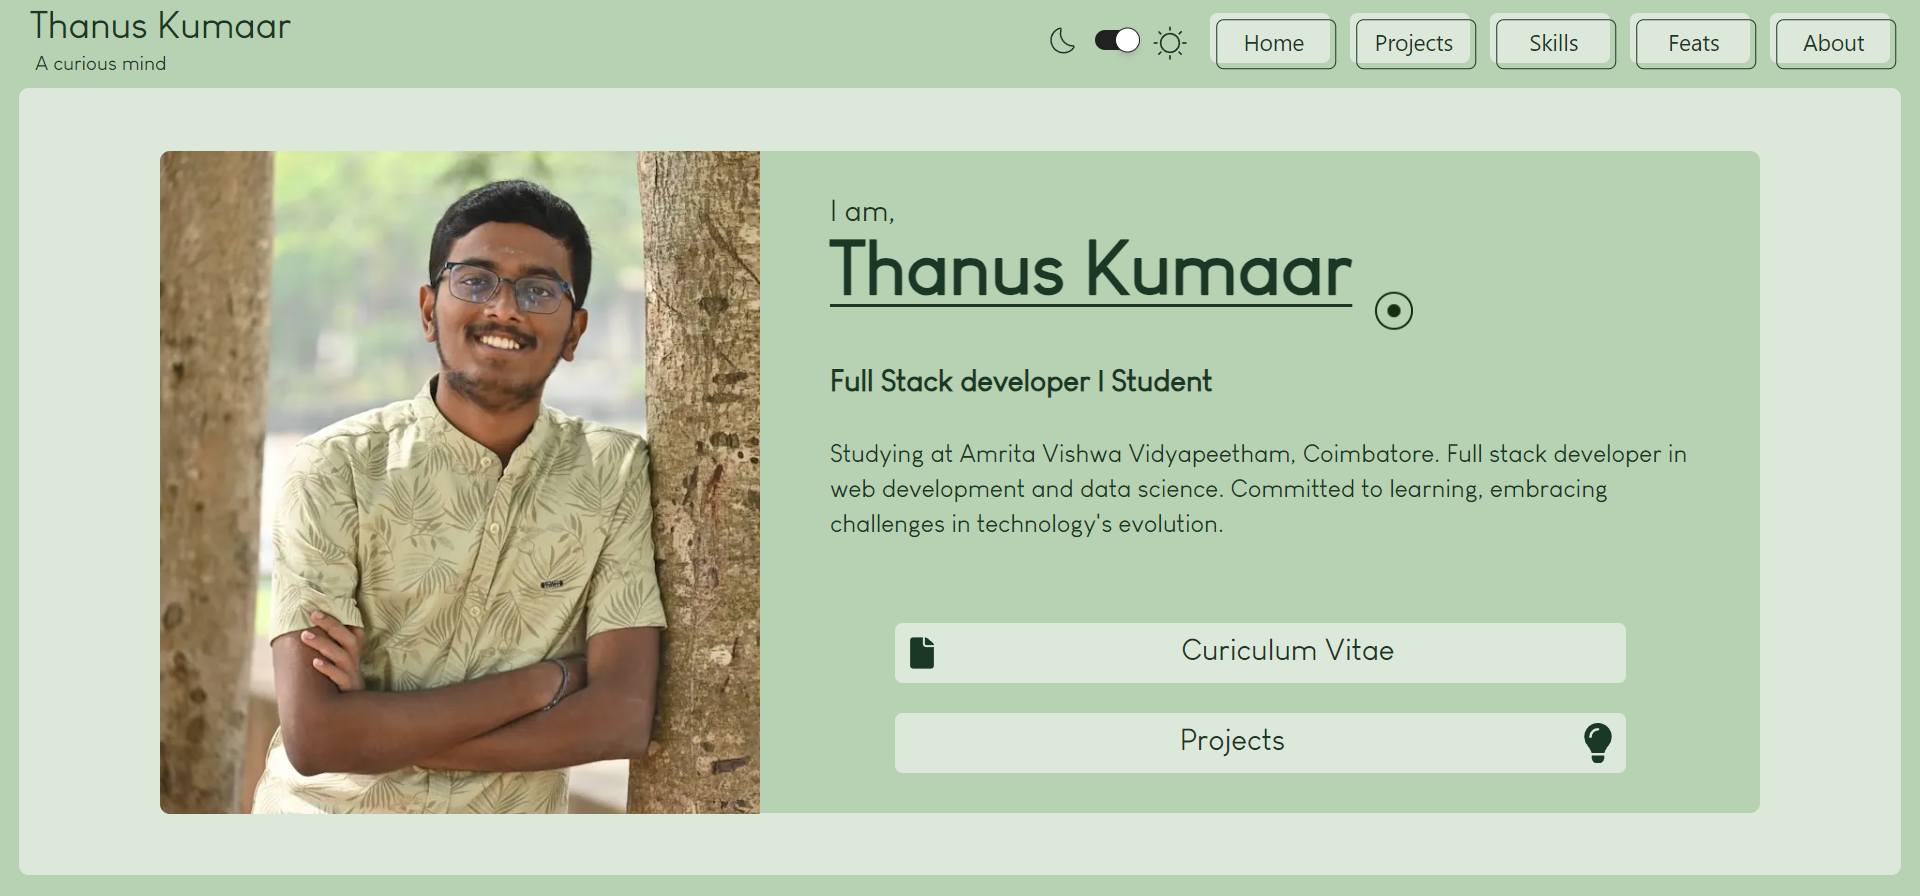 Thanus Kumaar
A curious mind
Home
Projects
Skills
Feats
About
I am,
Thanus Kumaar
Full Stack developer | Student
Studying at Amrita Vishwa Vidyapeetham, Coimbatore. Full stack developer in
web development and data science. Committed to learning, embracing
challenges in technology's evolution.
Curiculum Vitae
Projects